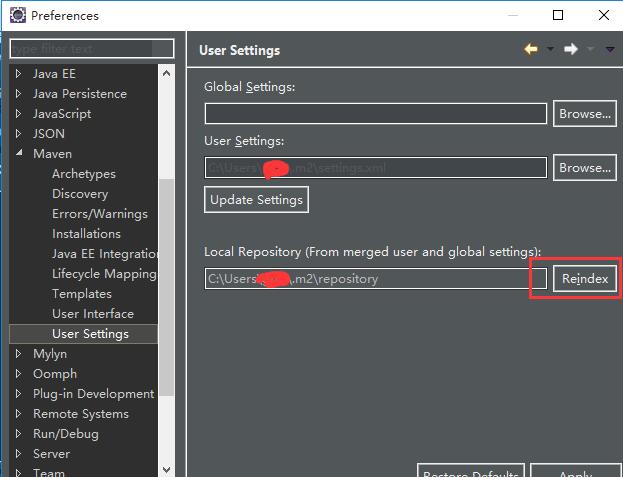 Preferences
type filter text
Java EE
Java Persistence
JavaScript
JSON
Maven
Archetypes
Discovery
Errors/Warnings
Installations
Java EE Integration
Lifecycle Mapping
Templates
User Interface
User Settings
Mylyn
Oomph
Plug-in Development
Remote Systems
Run/Debug
Server
Team
User Settings
Global Settings:
Browse...
User Settings:
C:\Users\ .m2\settings.xml
Browse...
Update Settings
Local Repository (From merged user and global settings):
C:\Users\ .m2\repository
Reindex
Restore Defaults
Apply